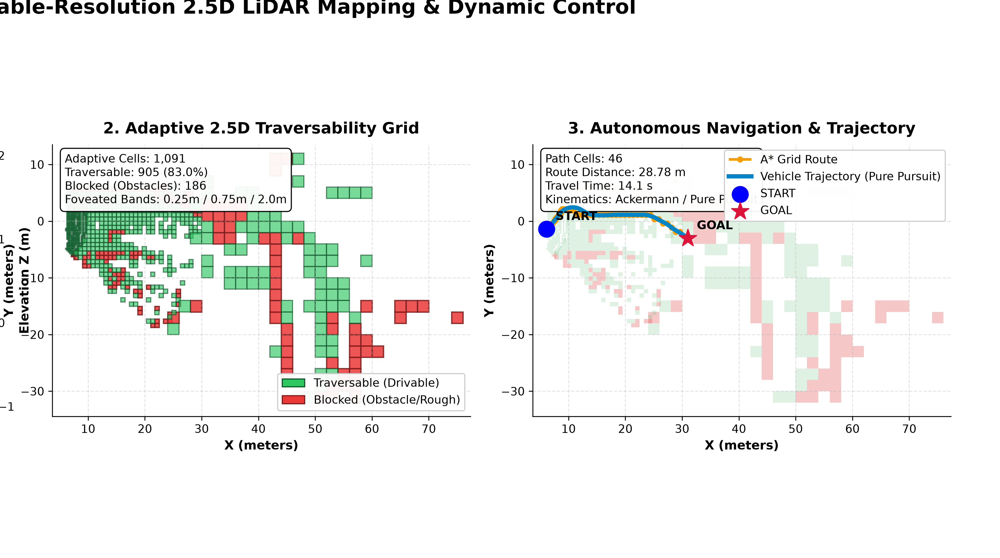 able-Resolution 2.5D LiDAR Mapping & Dynamic Control
2. Adaptive 2.5D Traversability Grid
Adaptive Cells: 1,091
Traversable: 905 (83.0%)
Blocked (Obstacles): 186
Foveated Bands: 0.25m / 0.75m / 2.0m
2
1
0
−1
Elevation Z (m)
Y (meters)
10
0
−10
−20
−30
Traversable (Drivable)
Blocked (Obstacle/Rough)
10 20 30 40 50 60 70
X (meters)
3. Autonomous Navigation & Trajectory
Path Cells: 46
Route Distance: 28.78 m
Travel Time: 14.1 s
Kinematics: Ackermann / Pure Pursuit
A* Grid Route
Vehicle Trajectory (Pure Pursuit)
START
GOAL
START
GOAL
Y (meters)
10
0
−10
−20
−30
10 20 30 40 50 60 70
X (meters)